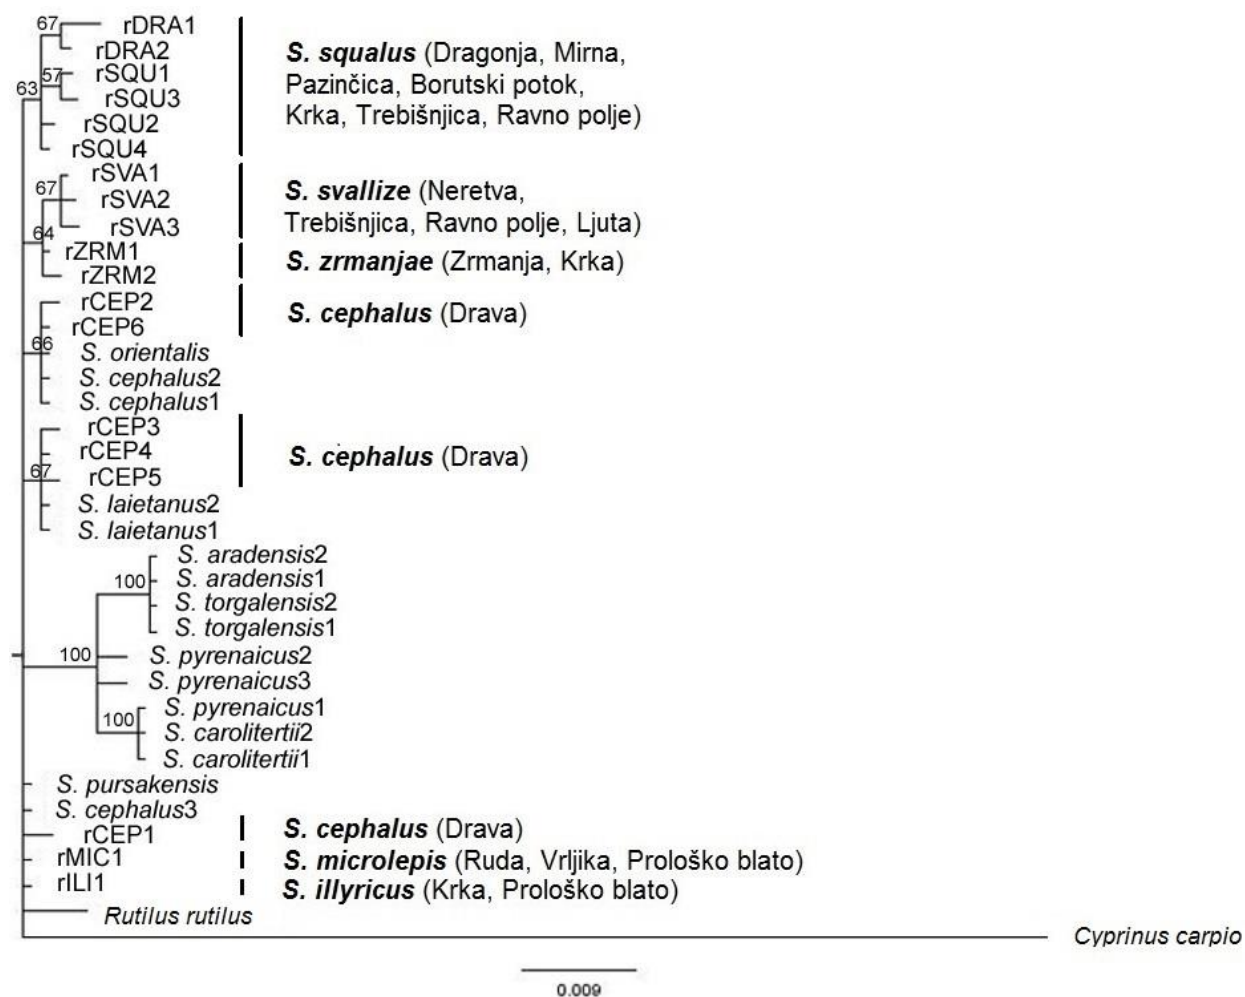 67
rDRA1
rDRA2
57
rSQU1
63
rSQU3
rSQU2
rSQU4
S. squalus (Dragonja, Mirna,
Pazinčica, Borutski potok,
Krka, Trebišnjica, Ravno polje)
rSVA1
67
rSVA2
rSVA3
S. svallize (Neretva,
Trebišnjica, Ravno polje, Ljuta)
64
rZRM1
rZRM2
S. zrmanjae (Zrmanja, Krka)
rCEP2
rCEP6
S. cephalus (Drava)
66
S. orientalis
S. cephalus2
S. cephalus1
rCEP3
rCEP4
67
rCEP5
S. cephalus (Drava)
S. laietanus2
S. laietanus1
S. aradensis2
100
S. aradensis1
S. torgalensis2
S. torgalensis1
100
S. pyrenaicus2
S. pyrenaicus3
S. pyrenaicus1
100
S. carolitertii2
S. carolitertii1
S. pursakensis
S. cephalus3
rCEP1
S. cephalus (Drava)
rMIC1
S. microlepis (Ruda, Vrljika, Prološko blato)
rILI1
S. illyricus (Krka, Prološko blato)
Rutilus rutilus
Cyprinus carpio
0.009